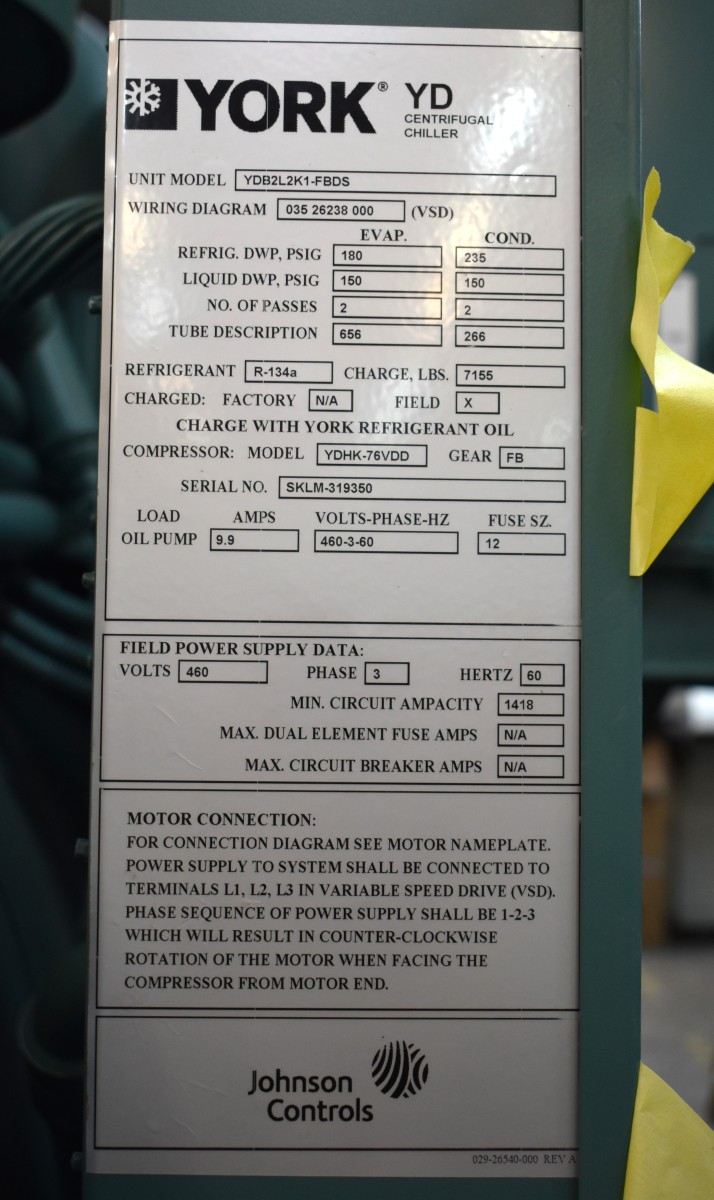 YORK® YD
CENTRIFUGAL
CHILLER
UNIT MODEL YDB2L2K1-FBDS
WIRING DIAGRAM 035 26238 000 (VSD)
EVAP. COND.
REFRIG. DWP, PSIG 180 235
LIQUID DWP, PSIG 150 150
NO. OF PASSES 2 2
TUBE DESCRIPTION 656 266
REFRIGERANT R-134a CHARGE, LBS. 7155
CHARGED: FACTORY N/A FIELD X
CHARGE WITH YORK REFRIGERANT OIL
COMPRESSOR: MODEL YDHK-76VDD GEAR FB
SERIAL NO. SKLM-319350
LOAD AMPS VOLTS-PHASE-HZ FUSE SZ.
OIL PUMP 9.9 460-3-60 12
FIELD POWER SUPPLY DATA:
VOLTS 460 PHASE 3 HERTZ 60
MIN. CIRCUIT AMPACITY 1418
MAX. DUAL ELEMENT FUSE AMPS N/A
MAX. CIRCUIT BREAKER AMPS N/A
MOTOR CONNECTION:
FOR CONNECTION DIAGRAM SEE MOTOR NAMEPLATE.
POWER SUPPLY TO SYSTEM SHALL BE CONNECTED TO
TERMINALS L1, L2, L3 IN VARIABLE SPEED DRIVE (VSD).
PHASE SEQUENCE OF POWER SUPPLY SHALL BE 1-2-3
WHICH WILL RESULT IN COUNTER-CLOCKWISE
ROTATION OF THE MOTOR WHEN FACING THE
COMPRESSOR FROM MOTOR END.
Johnson
Controls
029-26540-000 REV A